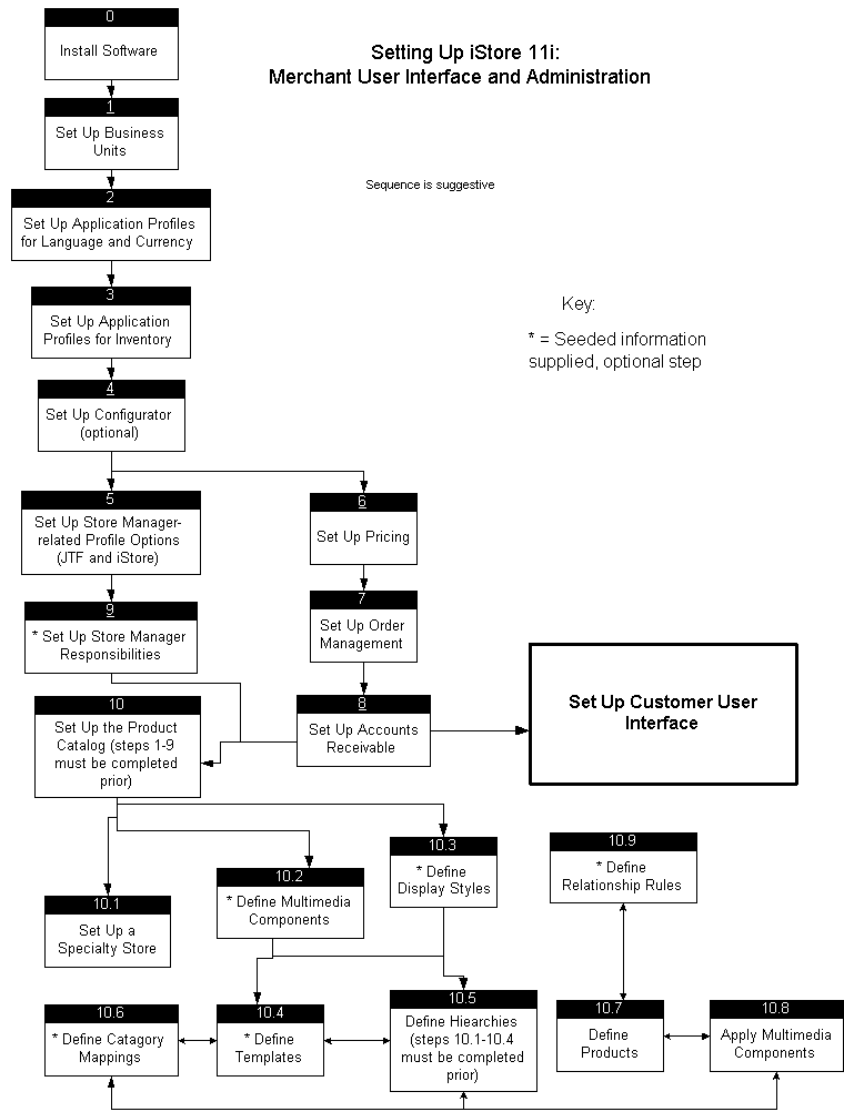 0
Install Software
Setting Up iStore 11i:
Merchant User Interface and Administration
1
Set Up Business
Units
Sequence is suggestive
2
Set Up Application Profiles
for Language and Currency
3
Set Up Application
Profiles for Inventory
Key:
* = Seeded information
supplied, optional step
4
Set Up Configurator
(optional)
5
Set Up Store Manager-
related Profile Options
(JTF and iStore)
6
Set Up Pricing
7
Set Up Order
Management
9
* Set Up Store Manager
Responsibilities
8
Set Up Accounts
Receivable
Set Up Customer User
Interface
10
Set Up the Product
Catalog (steps 1-9
must be completed
prior)
10.1
Set Up a
Specialty Store
10.2
* Define Multimedia
Components
10.3
* Define
Display Styles
10.9
* Define
Relationship Rules
10.6
* Define Catagory
Mappings
10.4
* Define
Templates
10.5
Define Hiearchies
(steps 10.1-10.4
must be completed
prior)
10.7
Define
Products
10.8
Apply Multimedia
Components